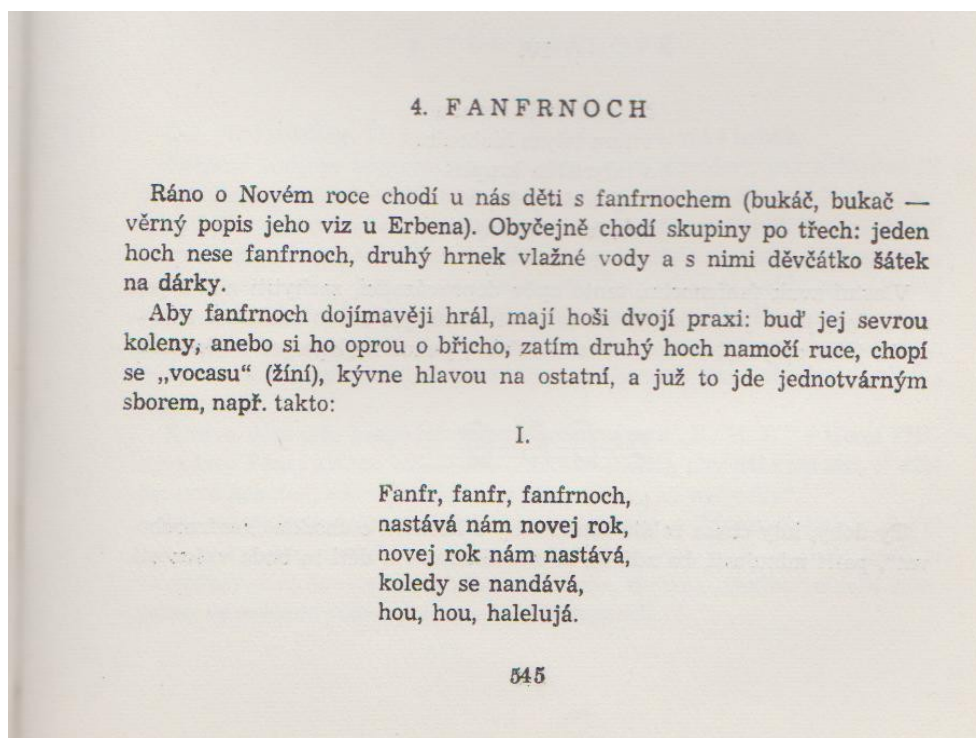 4. FANFRNOCH
Ráno o Novém roce chodí u nás děti s fanfrnochem (bukáč, bukač —
věrný popis jeho viz u Erbena). Obyčejně chodí skupiny po třech: jeden
hoch nese fanfrnoch, druhý hrnek vlažné vody a s nimi děvčátko šátek
na dárky.
Aby fanfrnoch dojímavěji hrál, mají hoši dvojí praxi: buď jej sevrou
koleny, anebo si ho oprou o břicho, zatím druhý hoch namočí ruce, chopí
se „vocasu“ (žíní), kývne hlavou na ostatní, a już to jde jednotvárným
sborem, např. takto:
I.
Fanfr, fanfr, fanfrnoch,
nastává nám novej rok,
novej rok nám nastává,
koledy se nandává,
hou, hou, halelujá.
545